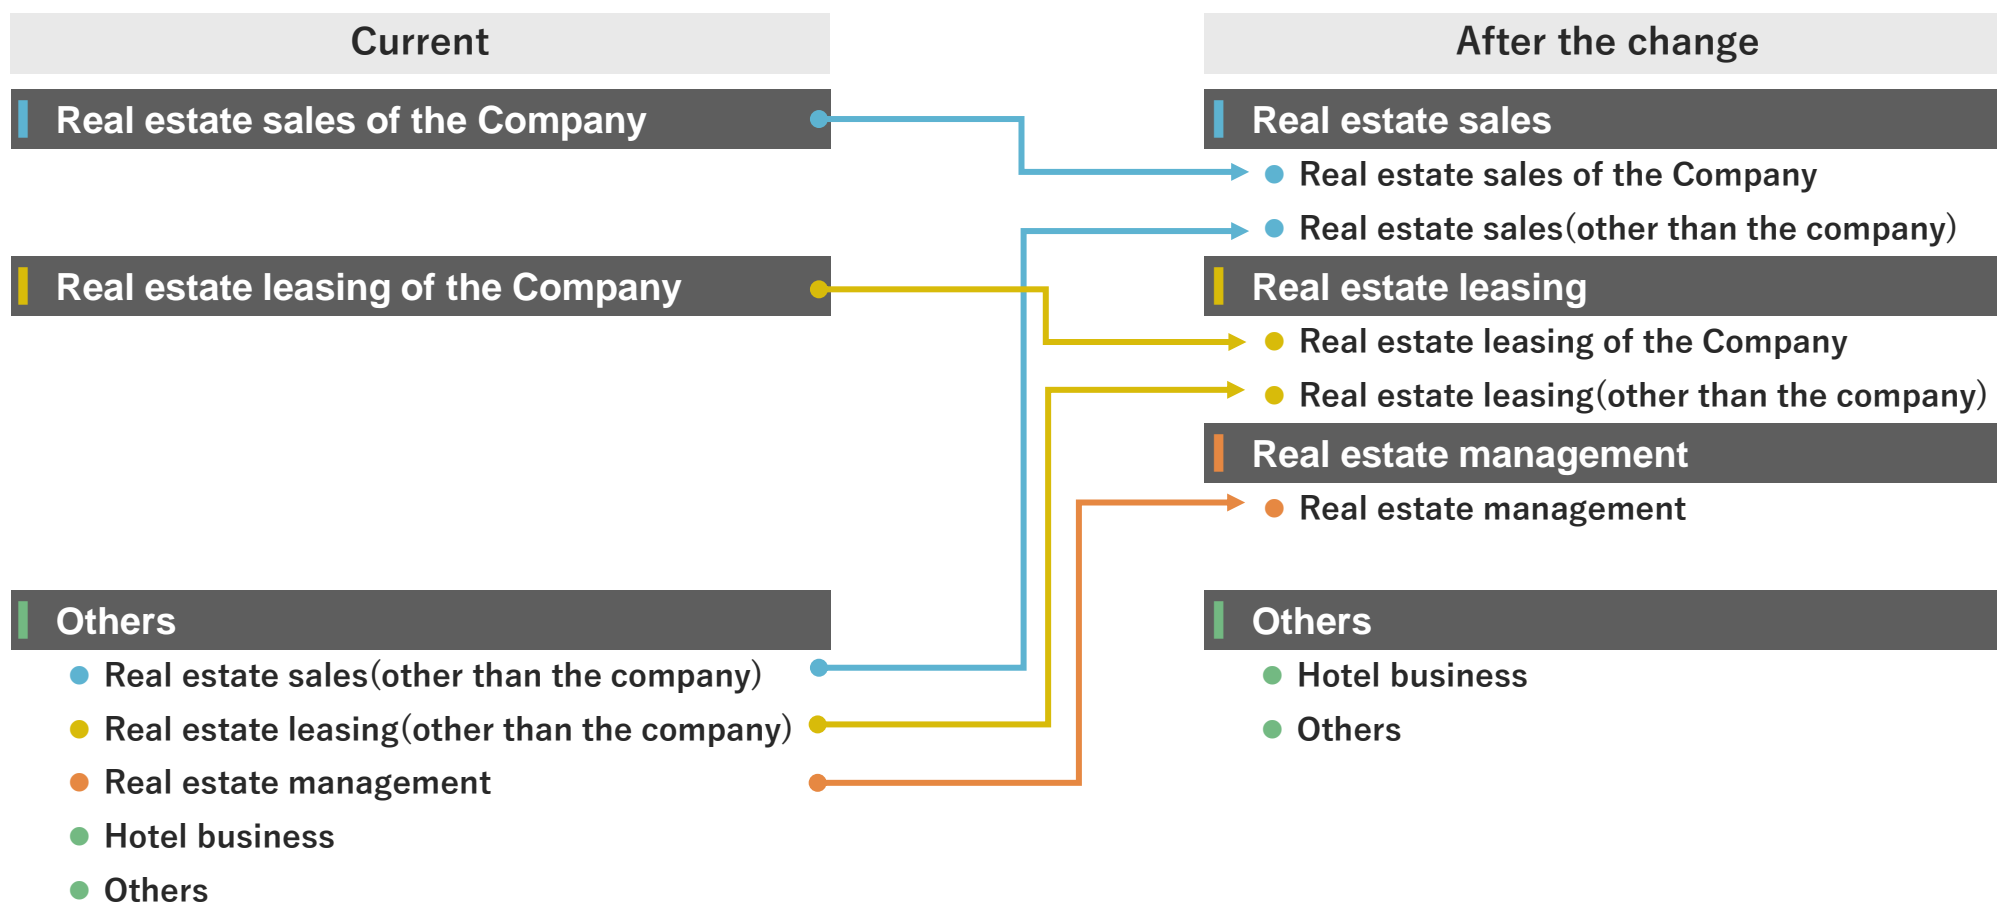 Current
Real estate sales of the Company
Real estate leasing of the Company
Others
Real estate sales(other than the company)
Real estate leasing(other than the company)
Real estate management
Hotel business
Others
After the change
Real estate sales
Real estate sales of the Company
Real estate sales(other than the company)
Real estate leasing
Real estate leasing of the Company
Real estate leasing(other than the company)
Real estate management
Real estate management
Others
Hotel business
Others